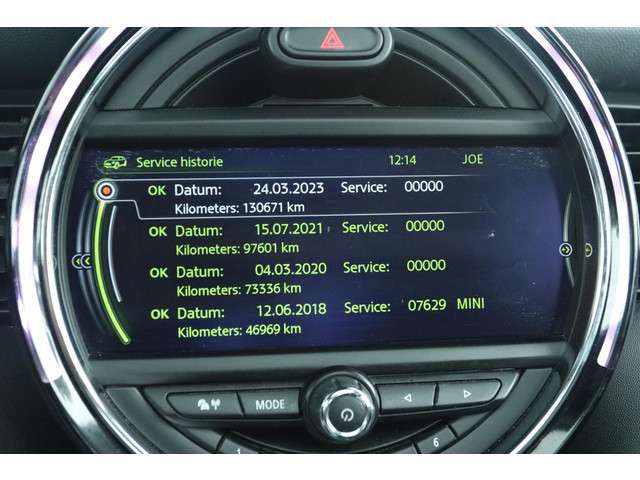 Service historie 12:14 JOE
OK Datum: 24.03.2023 Service: 00000
Kilometers: 130671 km
OK Datum: 15.07.2021 Service: 00000
Kilometers: 97601 km
OK Datum: 04.03.2020 Service: 00000
Kilometers: 73336 km
OK Datum: 12.06.2018 Service: 07629 MINI
Kilometers: 46969 km
MODE
1 6